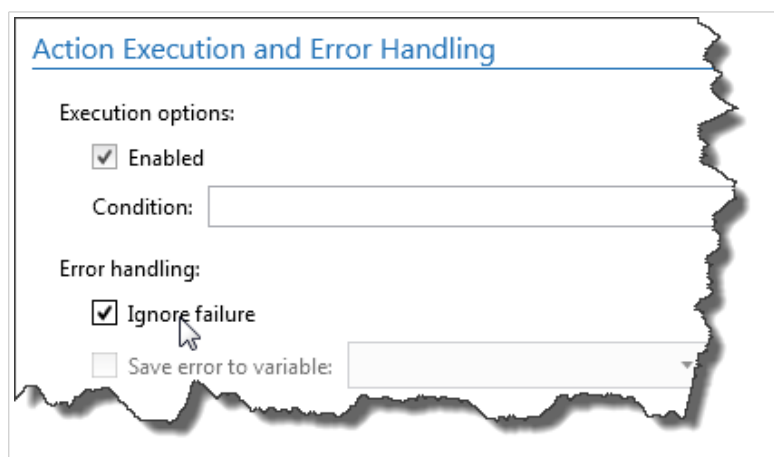 Action Execution and Error Handling
Execution options:
Enabled
Condition:
Error handling:
Ignore failure
Save error to variable: